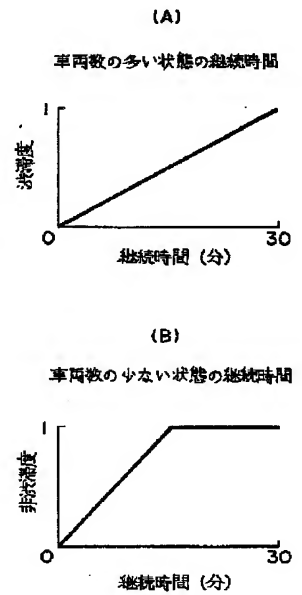 (A)
車両数の多い状態の継続時間
1
渋滞度
0
30
継続時間 (分)
(B)
車両数の少ない状態の継続時間
1
非渋滞度
0
30
継続時間 (分)